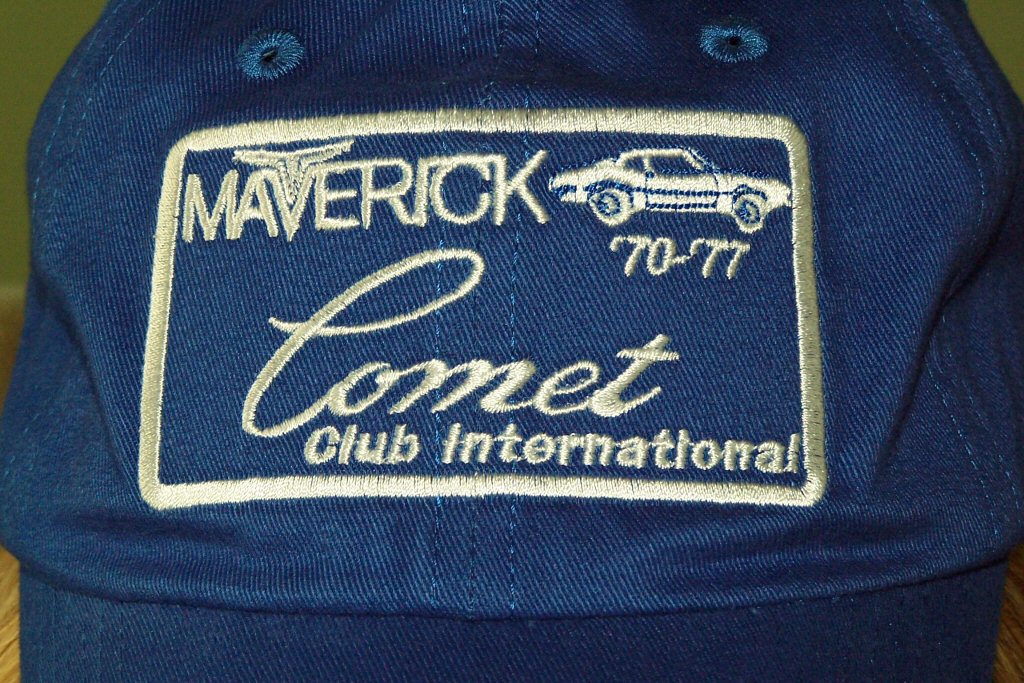 MAVERICK
'70-'77
Comet
Club International